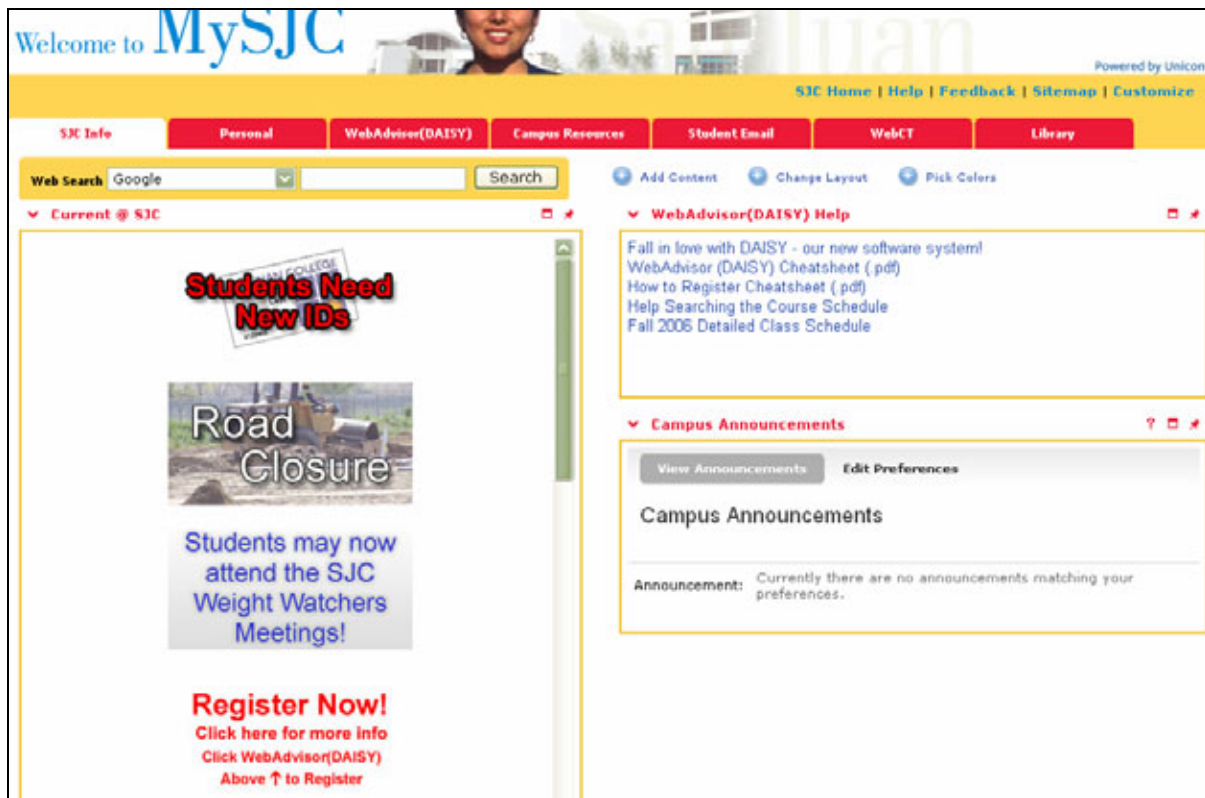 Welcome to MySJC
San Juan
Powered by Unicon
SJC Home | Help | Feedback | Sitemap | Customize
SJC Info
Personal
WebAdvisor(DAISY)
Campus Resources
Student Email
WebCT
Library
Web Search Google Search
Add Content Change Layout Pick Colors
Current @ SJC
COLLEGE
Students Need
New IDs
Road
Closure
Students may now
attend the SJC
Weight Watchers
Meetings!
Register Now!
Click here for
more info
Click WebAdvisor(DAISY)
Above ↑ to Register
WebAdvisor(DAISY) Help
Fall in love with DAISY - our new software system!
WebAdvisor (DAISY) Cheatsheet (.pdf)
How to Register Cheatsheet (.pdf)
Help Searching the Course Schedule
Fall 2006 Detailed Class Schedule
Campus Announcements ?
View Announcements Edit Preferences
Campus Announcements
Announcement: Currently there are no announcements matching your
preferences.